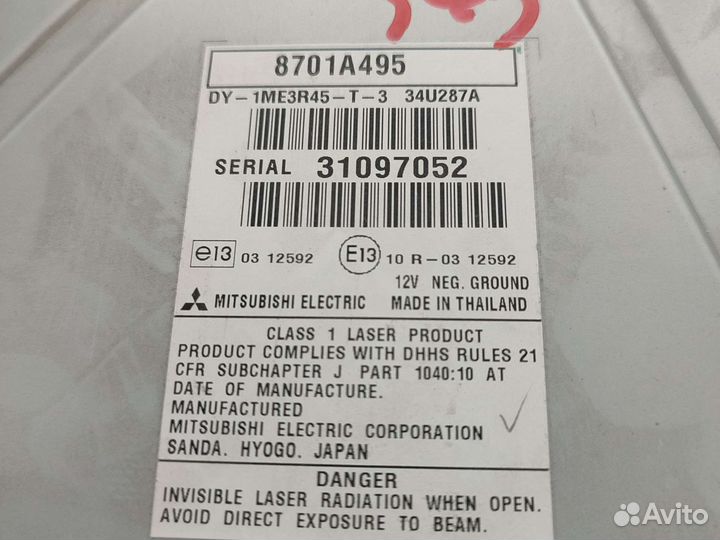 8701A495
DY-1ME3R45-T-3 34U287A
SERIAL 31097052
e13 03 12592 E13 10 R-03 12592
12V NEG. GROUND
MITSUBISHI ELECTRIC MADE IN THAILAND
CLASS 1 LASER PRODUCT
PRODUCT COMPLIES WITH DHHS RULES 21
CFR SUBCHAPTER J PART 1040:10 AT
DATE OF MANUFACTURE.
MANUFACTURED
MITSUBISHI ELECTRIC CORPORATION
SANDA. HYOGO. JAPAN
DANGER
INVISIBLE LASER RADIATION WHEN OPEN.
AVOID DIRECT EXPOSURE TO BEAM.
Avito